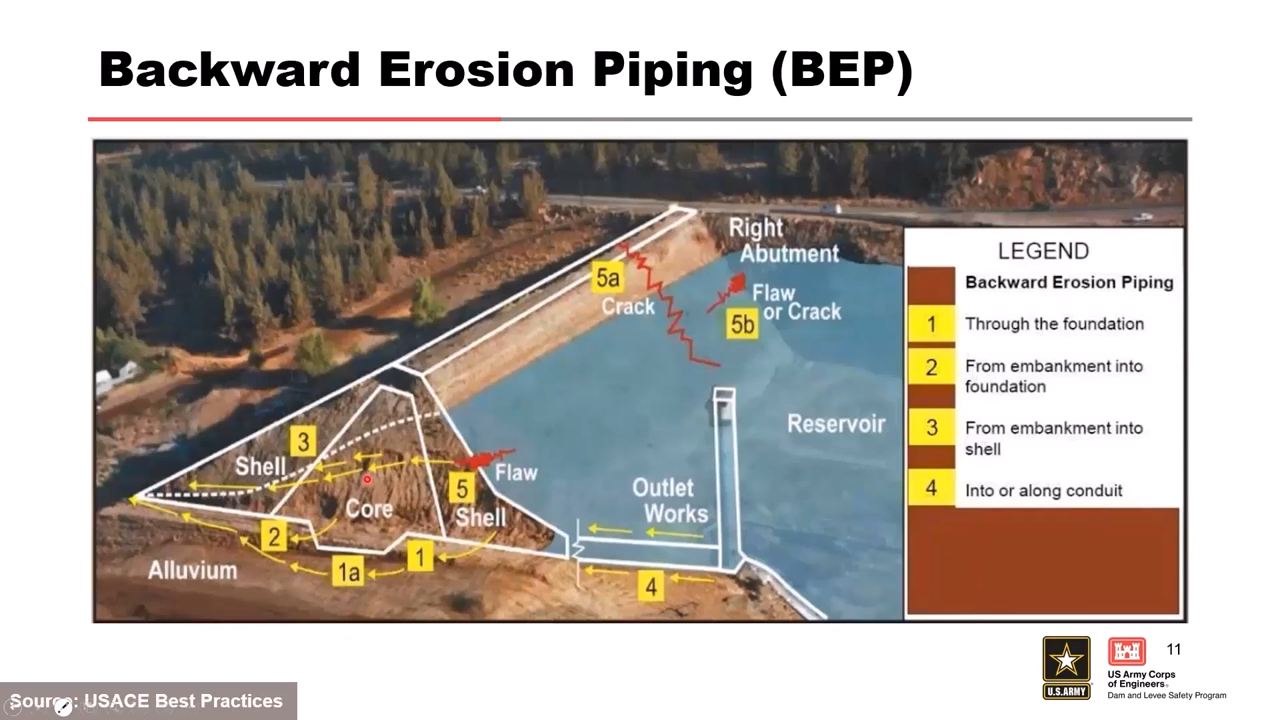 Backward Erosion Piping (BEP)
Right
Abutment
5a
Crack
Flaw
or Crack
5b
LEGEND
Backward Erosion Piping
1 Through the foundation
2 From embankment into
foundation
3 From embankment into
shell
4 Into or along conduit
Reservoir
3
Shell
Flaw
5
Core
Shell
Outlet
Works
2
1
1a
Alluvium
4
11
U.S.ARMY
US Army Corps
of Engineers®
Dam and Levee Safety Program
Source: USACE Best Practices